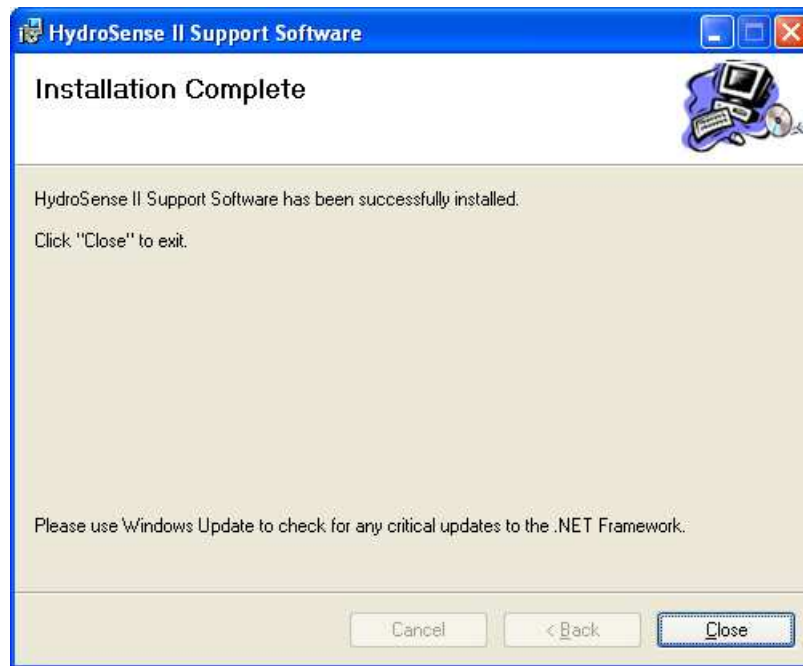 HydroSense II Support Software
Installation Complete
HydroSense II Support Software has been successfully installed.
Click "Close" to exit.
Please use Windows Update to check for any critical updates to the .NET Framework.
Cancel
< Back
Close